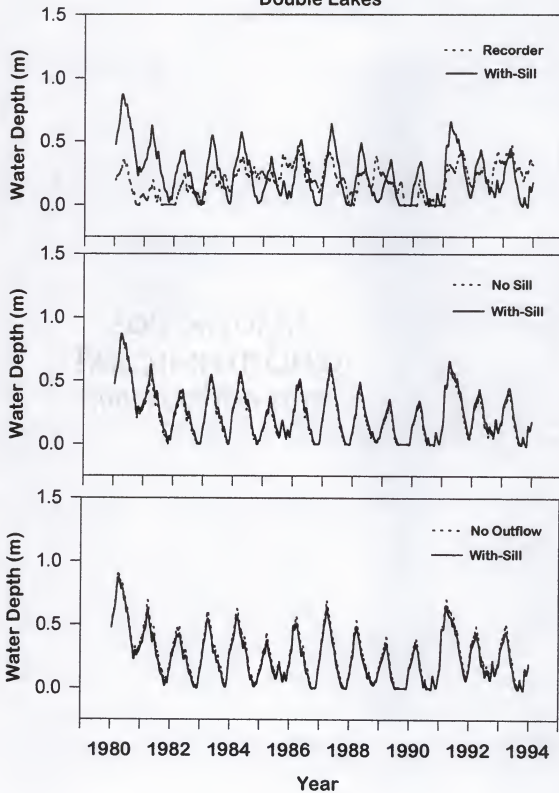 Double Lakes
1.5
1.0
0.5
0.0
Water Depth (m)
Recorder
With-Sill
1.5
1.0
0.5
0.0
Water Depth (m)
No Sill
With-Sill
1.5
1.0
0.5
0.0
Water Depth (m)
No Outflow
With-Sill
1980 1982 1984 1986 1988 1990 1992 1994
Year